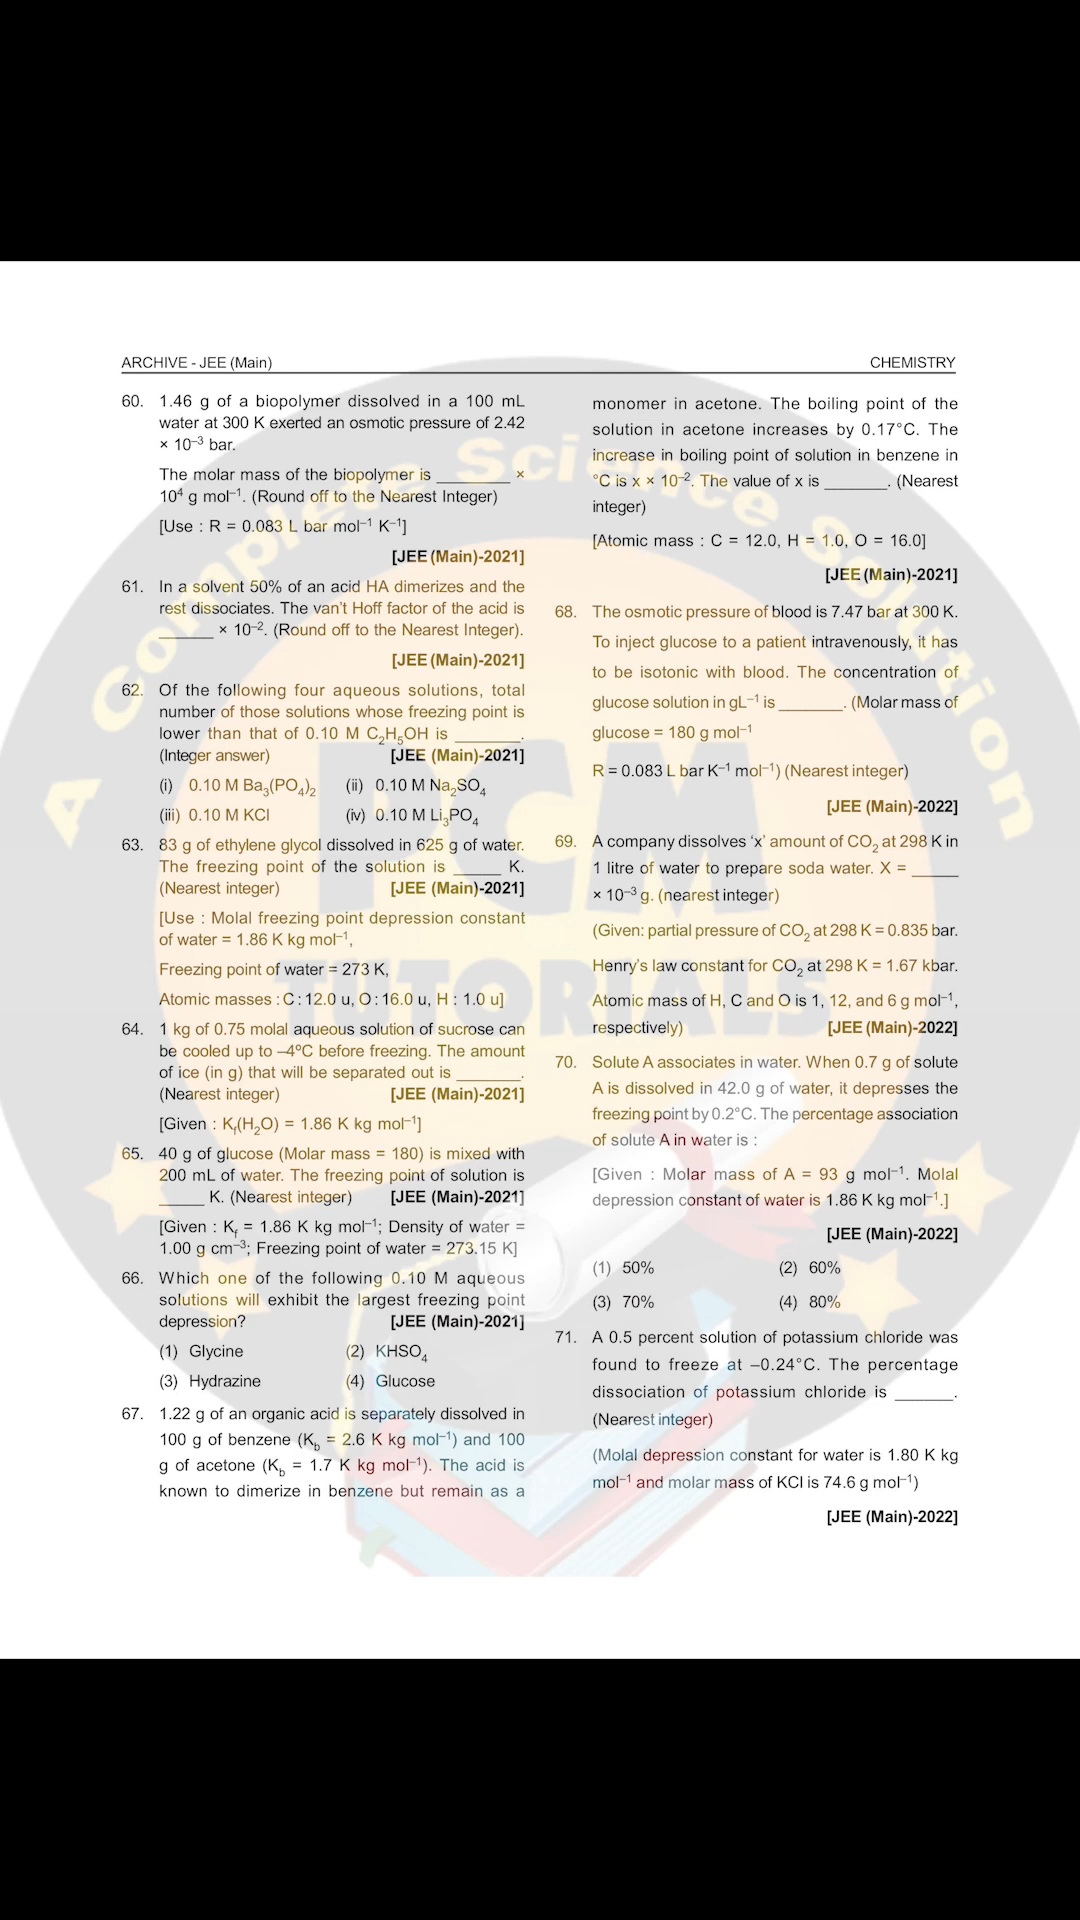 ARCHIVE - JEE (Main)
CHEMISTRY
60. 1.46 g of a biopolymer dissolved in a 100 mL
water at 300 K exerted an osmotic pressure of 2.42
× 10⁻³ bar.
The molar mass of the biopolymer is ________ ×
10⁴ g mol⁻¹. (Round off to the Nearest Integer)
[Use : R = 0.083 L bar mol⁻¹ K⁻¹]
[JEE (Main)-2021]
61. In a solvent 50% of an acid HA dimerizes and the
rest dissociates. The van't Hoff factor of the acid is
______ × 10⁻². (Round off to the Nearest Integer).
[JEE (Main)-2021]
62. Of the following four aqueous solutions, total
number of those solutions whose freezing point is
lower than that of 0.10 M C₂H₅OH is _______.
(Integer answer) [JEE (Main)-2021]
(i) 0.10 M Ba₃(PO₄)₂ (ii) 0.10 M Na₂SO₄
(iii) 0.10 M KCl (iv) 0.10 M Li₃PO₄
63. 83 g of ethylene glycol dissolved in 625 g of water.
The freezing point of the solution is _____ K.
(Nearest integer) [JEE (Main)-2021]
[Use : Molal freezing point depression constant
of water = 1.86 K kg mol⁻¹,
Freezing point of water = 273 K,
Atomic masses : C : 12.0 u, O : 16.0 u, H : 1.0 u]
64. 1 kg of 0.75 molal aqueous solution of sucrose can
be cooled up to –4ºC before freezing. The amount
of ice (in g) that will be separated out is _______.
(Nearest integer) [JEE (Main)-2021]
[Given : K_f(H₂O) = 1.86 K kg mol⁻¹]
65. 40 g of glucose (Molar mass = 180) is mixed with
200 mL of water. The freezing point of solution is
_____ K. (Nearest integer) [JEE (Main)-2021]
[Given : K_f = 1.86 K kg mol⁻¹; Density of water =
1.00 g cm⁻³; Freezing point of water = 273.15 K]
66. Which one of the following 0.10 M aqueous
solutions will exhibit the largest freezing point
depression? [JEE (Main)-2021]
(1) Glycine (2) KHSO₄
(3) Hydrazine (4) Glucose
67. 1.22 g of an organic acid is separately dissolved in
100 g of benzene (K_b = 2.6 K kg mol⁻¹) and 100
g of acetone (K_b = 1.7 K kg mol⁻¹). The acid is
known to dimerize in benzene but remain as a
monomer in acetone. The boiling point of the
solution in acetone increases by 0.17°C. The
increase in boiling point of solution in benzene in
°C is x × 10⁻². The value of x is _______. (Nearest
integer)
[Atomic mass : C = 12.0, H = 1.0, O = 16.0]
[JEE (Main)-2021]
68. The osmotic pressure of blood is 7.47 bar at 300 K.
To inject glucose to a patient intravenously, it has
to be isotonic with blood. The concentration of
glucose solution in gL⁻¹ is _______. (Molar mass of
glucose = 180 g mol⁻¹
R = 0.083 L bar K⁻¹ mol⁻¹) (Nearest integer)
[JEE (Main)-2022]
69. A company dissolves ‘x’ amount of CO₂ at 298 K in
1 litre of water to prepare soda water. X = _____
× 10⁻³ g. (nearest integer)
(Given: partial pressure of CO₂ at 298 K = 0.835 bar.
Henry's law constant for CO₂ at 298 K = 1.67 kbar.
Atomic mass of H, C and O is 1, 12, and 6 g mol⁻¹,
respectively) [JEE (Main)-2022]
70. Solute A associates in water. When 0.7 g of solute
A is dissolved in 42.0 g of water, it depresses the
freezing point by 0.2°C. The percentage association
of solute A in water is :
[Given : Molar mass of A = 93 g mol⁻¹. Molal
depression constant of water is 1.86 K kg mol⁻¹.]
[JEE (Main)-2022]
(1) 50% (2) 60%
(3) 70% (4) 80%
71. A 0.5 percent solution of potassium chloride was
found to freeze at –0.24°C. The percentage
dissociation of potassium chloride is ______.
(Nearest integer)
(Molal depression constant for water is 1.80 K kg
mol⁻¹ and molar mass of KCl is 74.6 g mol⁻¹)
[JEE (Main)-2022]
A Complete Science Solution
PCM
TUTORIALS